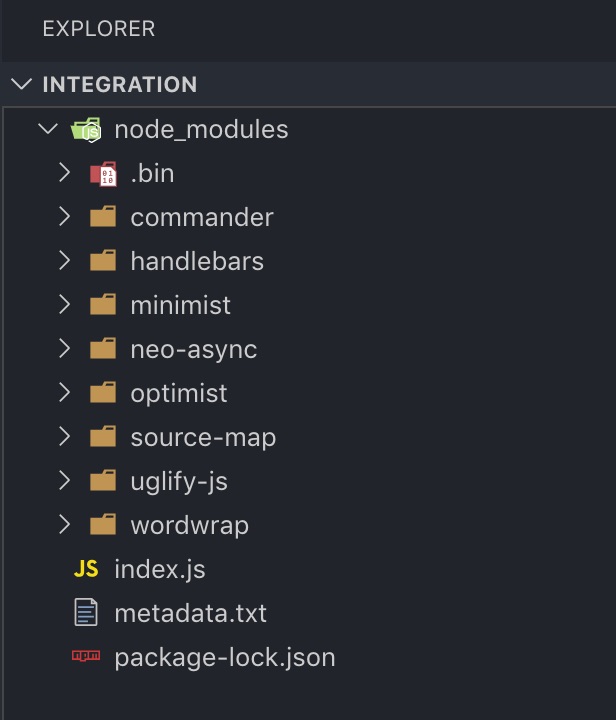 EXPLORER
INTEGRATION
node_modules
.bin
commander
handlebars
minimist
neo-async
optimist
source-map
uglify-js
wordwrap
JS index.js
metadata.txt
package-lock.json